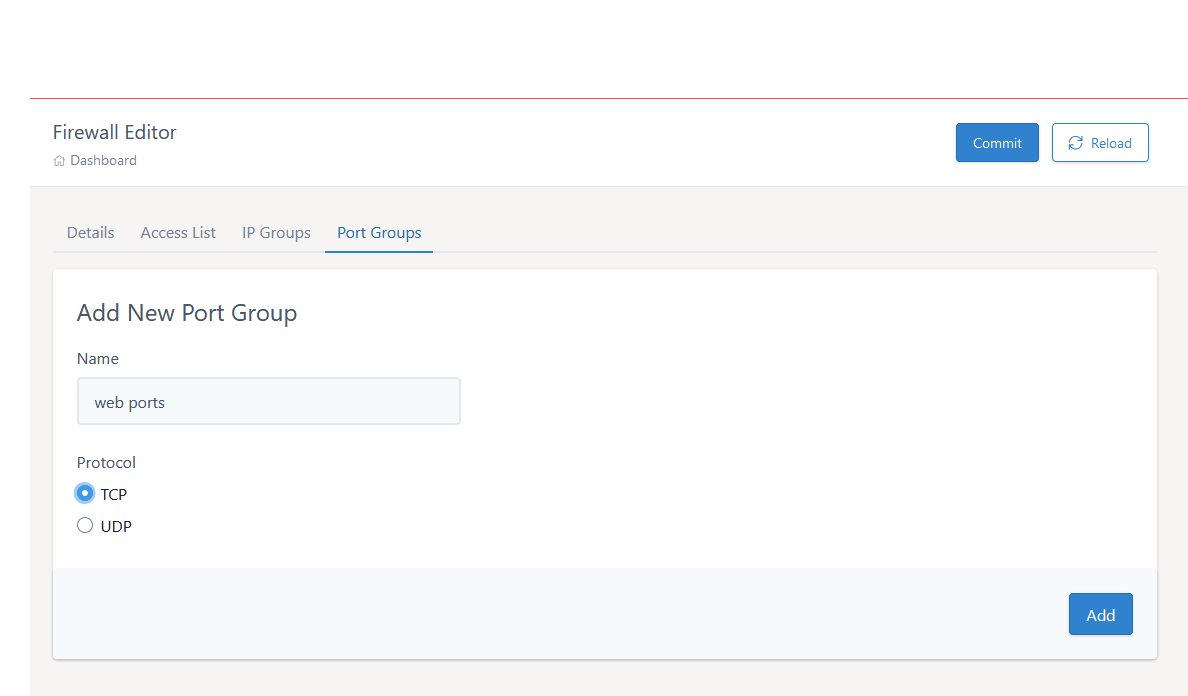 Firewall Editor
Dashboard
Commit
Reload
Details
Access List
IP Groups
Port Groups
Add New Port Group
Name
web ports
Protocol
TCP
UDP
Add